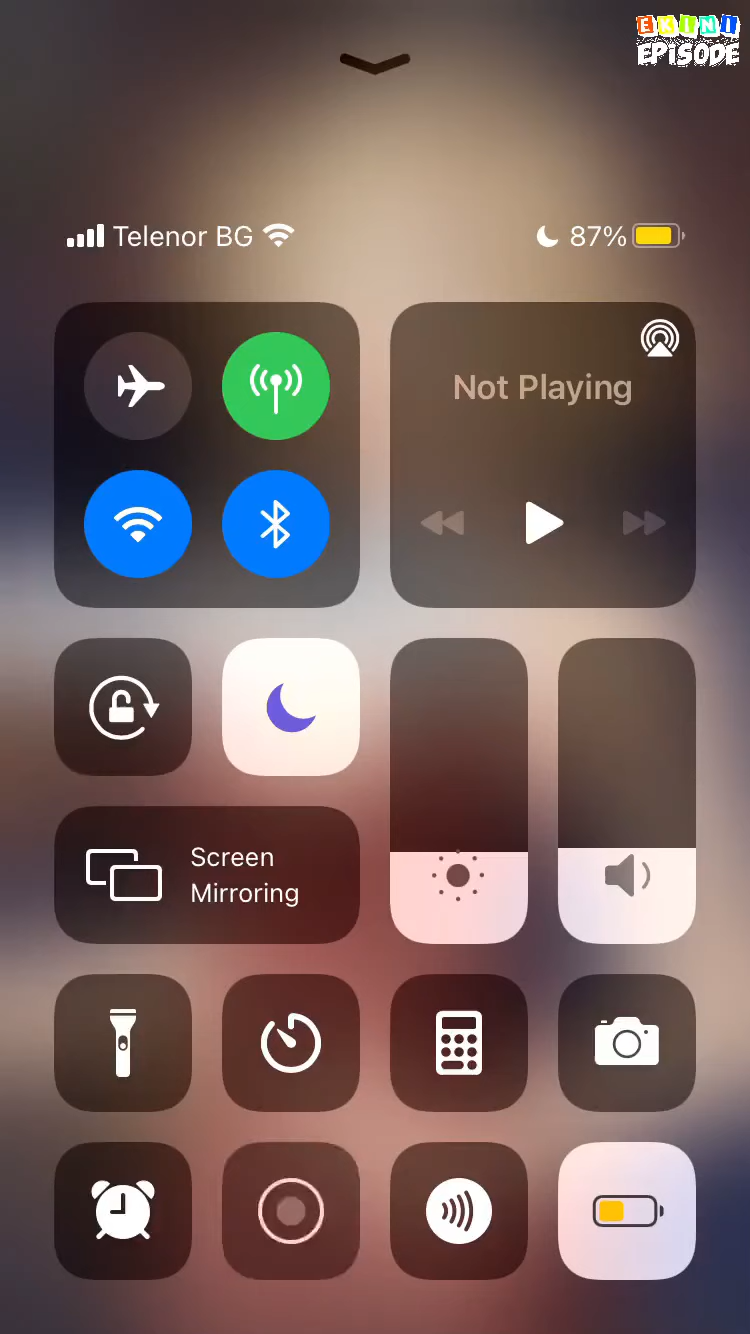 EKINI
EPISODE
Telenor BG
87%
Not Playing
Screen
Mirroring